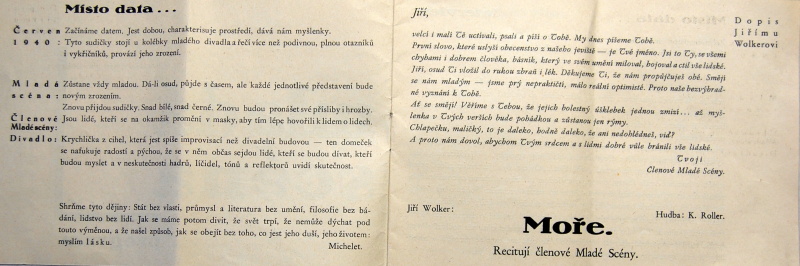 Místo data...
Červen 1940: Začínáme datem. Jest dobou, charakterisuje prostředí, dává nám myšlenky.
Tyto sudičky stojí u kolébky mladého divadla a řečí více než podivnou, plnou otazníků
i vykřičníků, provází jeho zrození.
Mladá scéna: Zůstane vždy mladou. Dá-li osud, půjde s časem, ale každé jednotlivé představení bude
novým zrozením.
Znovu přijdou sudičky. Snad bílé, snad černé. Znovu budou pronášet své přísliby i hrozby.
Členové Mladé scény: Jsou lidé, kteří se na okamžik promění v masky, aby tím lépe hovořili k lidem o lidech.
Divadlo: Krychlička z cihel, která jest spíše improvisací než divadelní budovou — ten domeček
se nafukuje radostí a pýchou, že se v něm občas sejdou lidé, kteří se budou dívat, kteří
budou myslet a v neskutečnosti hadrů, líčidel, tónů a reflektorů uvidí skutečnost.
Shrňme tyto dějiny: Stát bez vlasti, průmysl a literatura bez umění, filosofie bez bá-
dání, lidstvo bez lidí. Jak se máme potom divit, že svět trpí, že nemůže dýchat pod
touto výměnou, a že našel způsob, jak se obejít bez toho, co jest jeho duší, jeho životem:
myslím lásku.
Michelet.
Dopis
Jiřímu
Wolkerovi
Jiří,
velcí i malí Tě uctívali, psali a píší o Tobě. My dnes píšeme Tobě.
První slovo, které uslyší obecenstvo z našeho jeviště — je Tvé jméno. Jsi to Ty, se všemi
chybami i dobrem člověka, básník, který ve svém umění miloval, bojoval a ctil vše lidské.
Jiří, osud Ti vložil do rukou zbraň i lék. Děkujeme Ti, že nám propůjčuješ obě. Smějí
se nám mladým — jsme prý nepraktičtí, málo reální optimisté. Proto naše bezvýhrad-
né vyznání k Tobě.
Ať se smějí! Věříme s Tebou, že jejich bolestný úšklebek jednou zmizí... až myš-
lenka v Tvých verších bude pobádkou a zůstanou jen rýmy.
Chlapečku, maličký, to je daleko, hodně daleko, že ani nedohlédneš, viď?
A proto nám dovol, abychom Tvým srdcem a s lidmi dobré vůle bránili vše lidské.
Tvoji
Členové Mladé Scény.
Jiří Wolker:
Moře.
Hudba: K. Roller.
Recitují členové Mladé Scény.